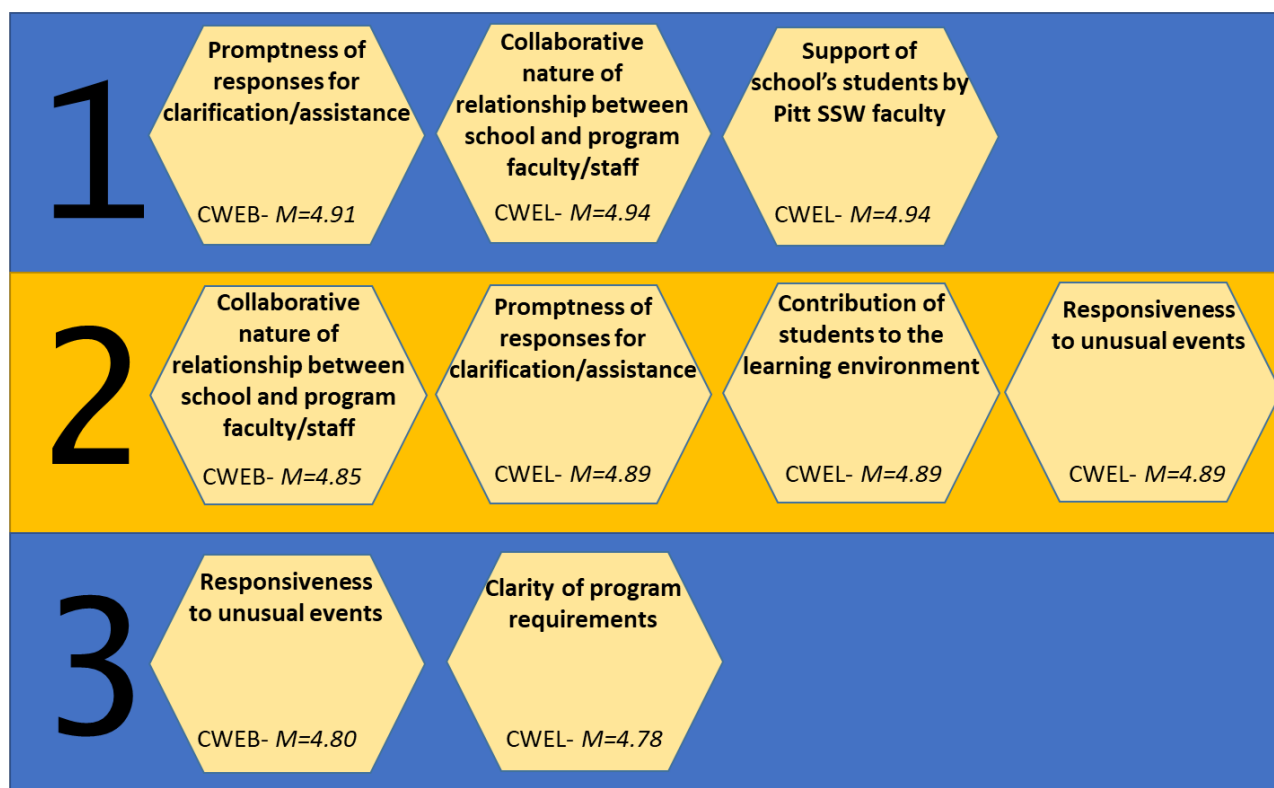 1
Promptness of
responses for
clarification/assistance
CWEB- M=4.91
Collaborative
nature of
relationship between
school and program
faculty/staff
CWEL- M=4.94
Support of
school's students by
Pitt SSW faculty
CWEL- M=4.94
2
Collaborative
nature of
relationship between
school and program
faculty/staff
CWEB- M=4.85
Promptness of
responses for
clarification/assistance
CWEL- M=4.89
Contribution of
students to the
learning environment
CWEL- M=4.89
Responsiveness
to unusual events
CWEL- M=4.89
3
Responsiveness
to unusual events
CWEB- M=4.80
Clarity of program
requirements
CWEL- M=4.78